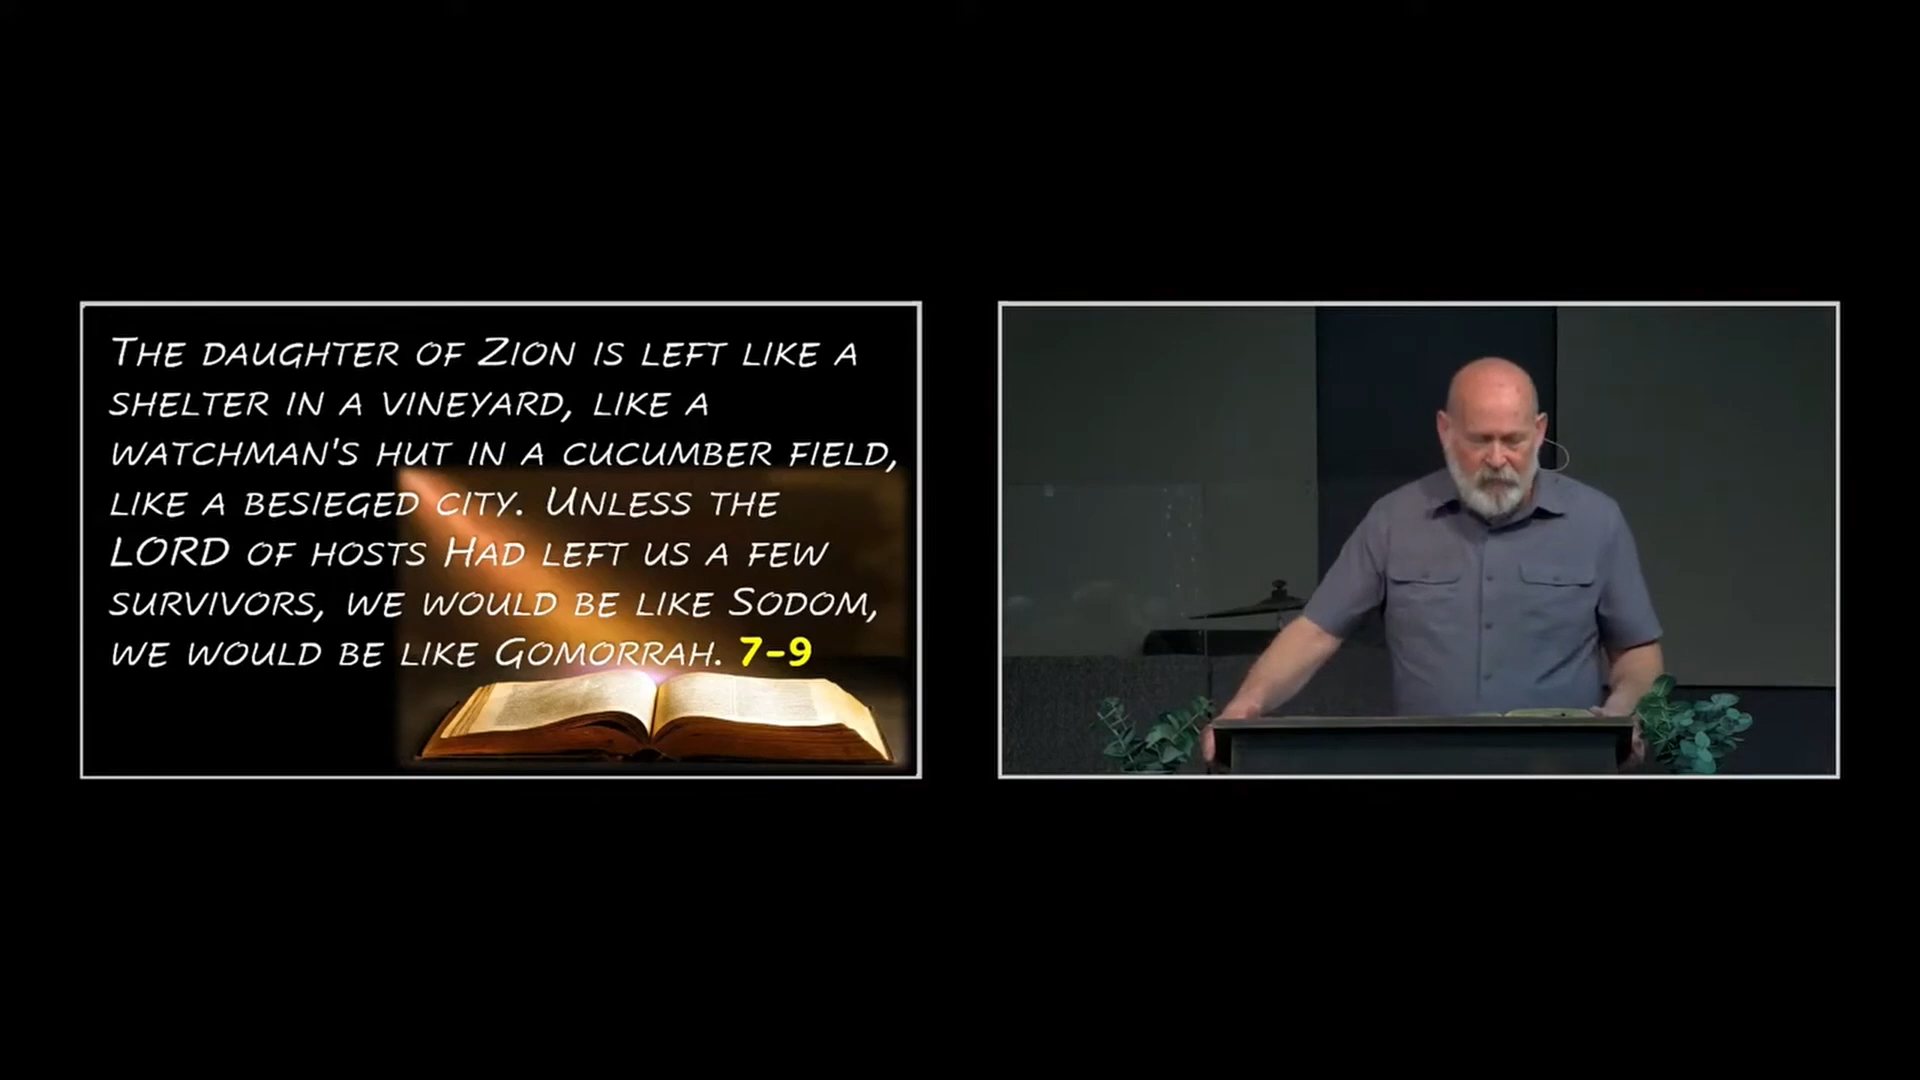 THE DAUGHTER OF ZION IS LEFT LIKE A
SHELTER IN A VINEYARD, LIKE A
WATCHMAN'S HUT IN A CUCUMBER FIELD,
LIKE A BESIEGED CITY. UNLESS THE
LORD OF HOSTS HAD LEFT US A FEW
SURVIVORS, WE WOULD BE LIKE SODOM,
WE WOULD BE LIKE GOMORRAH. 7-9